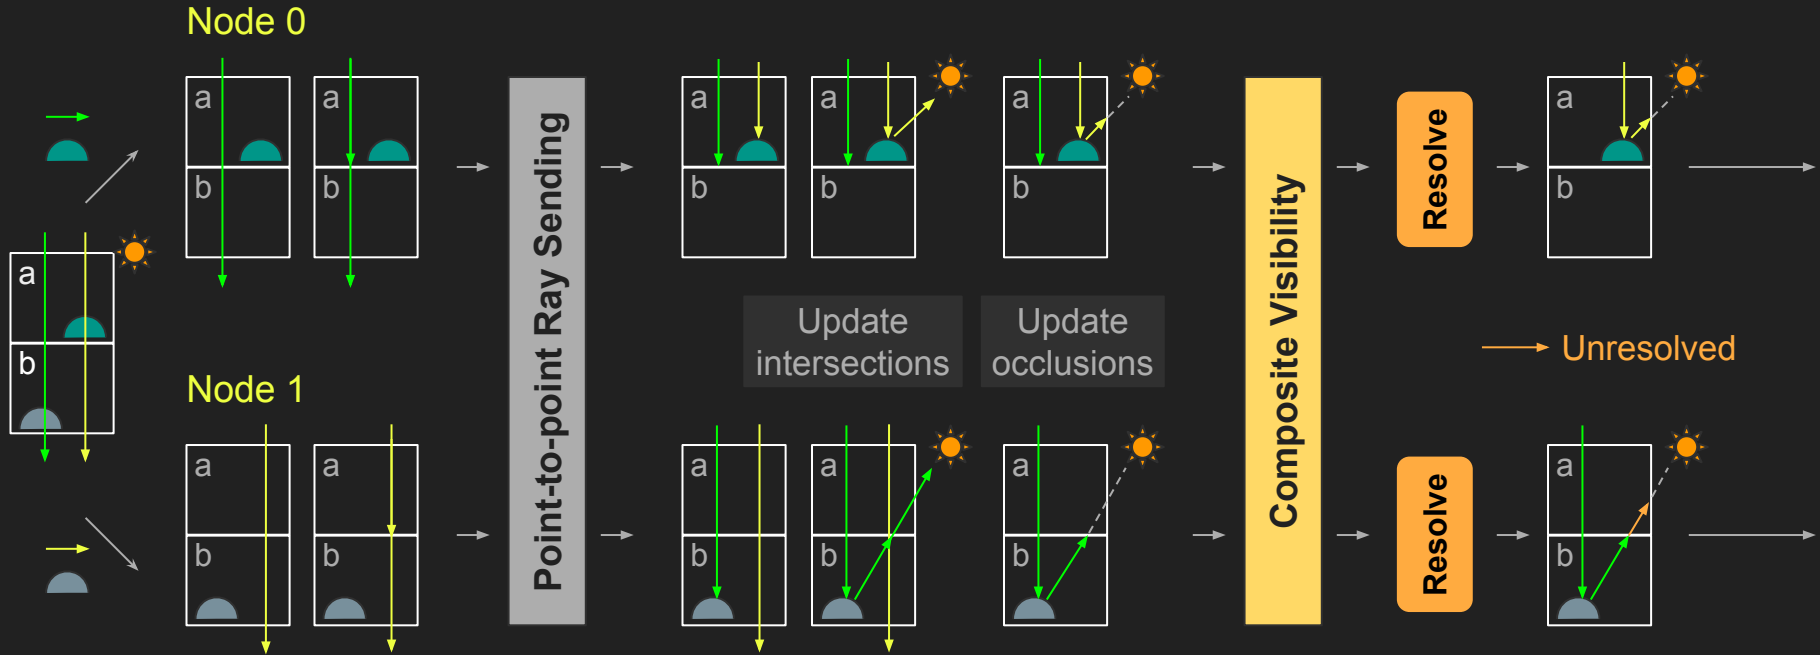 Node 0
a
a
b
b
a
b
Node 1
a
a
b
b
Point-to-point Ray Sending
a
a
a
b
b
b
Update
intersections
Update
occlusions
a
a
a
b
b
b
Composite Visibility
Resolve
Resolve
a
b
Unresolved
a
b